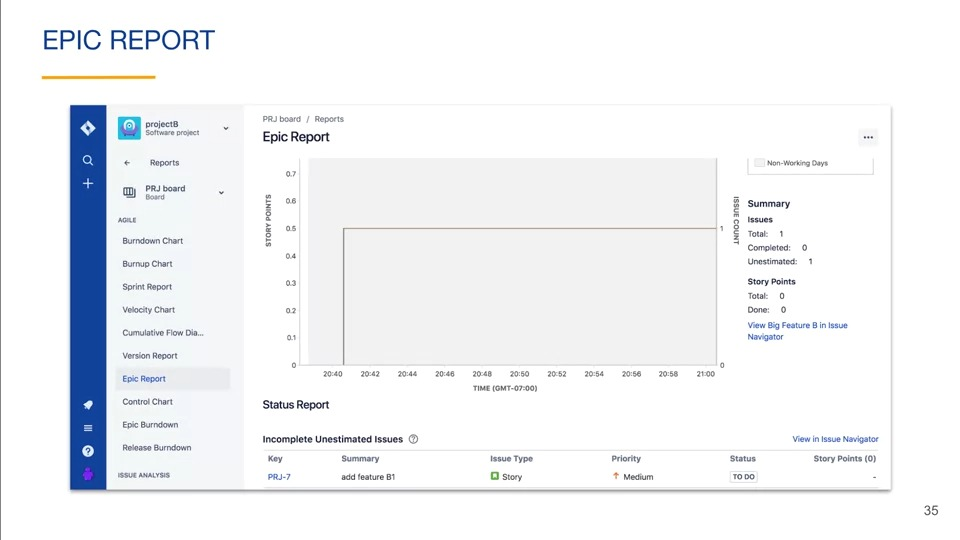 EPIC REPORT
projectB
Software project
Reports
PRJ board
Board
AGILE
Burndown Chart
Burnup Chart
Sprint Report
Velocity Chart
Cumulative Flow Dia...
Version Report
Epic Report
Control Chart
Epic Burndown
Release Burndown
ISSUE ANALYSIS
PRJ board / Reports
Epic Report
STORY POINTS
0.7
0.6
0.5
0.4
0.3
0.2
0.1
0
20:40 20:42 20:44 20:46 20:48 20:50 20:52 20:54 20:56 20:58 21:00
TIME (GMT-07:00)
1
0
ISSUE COUNT
Non-Working Days
Summary
Issues
Total: 1
Completed: 0
Unestimated: 1
Story Points
Total: 0
Done: 0
View Big Feature B in Issue
Navigator
Status Report
Incomplete Unestimated Issues
View in Issue Navigator
Key Summary Issue Type Priority Status Story Points (0)
PRJ-7 add feature B1 Story Medium TO DO -
35